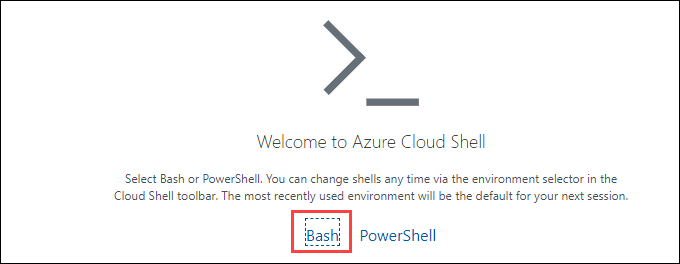 Welcome to Azure Cloud Shell
Select Bash or PowerShell. You can change shells any time via the environment selector in the
Cloud Shell toolbar. The most recently used environment will be the default for your next session.
Bash PowerShell